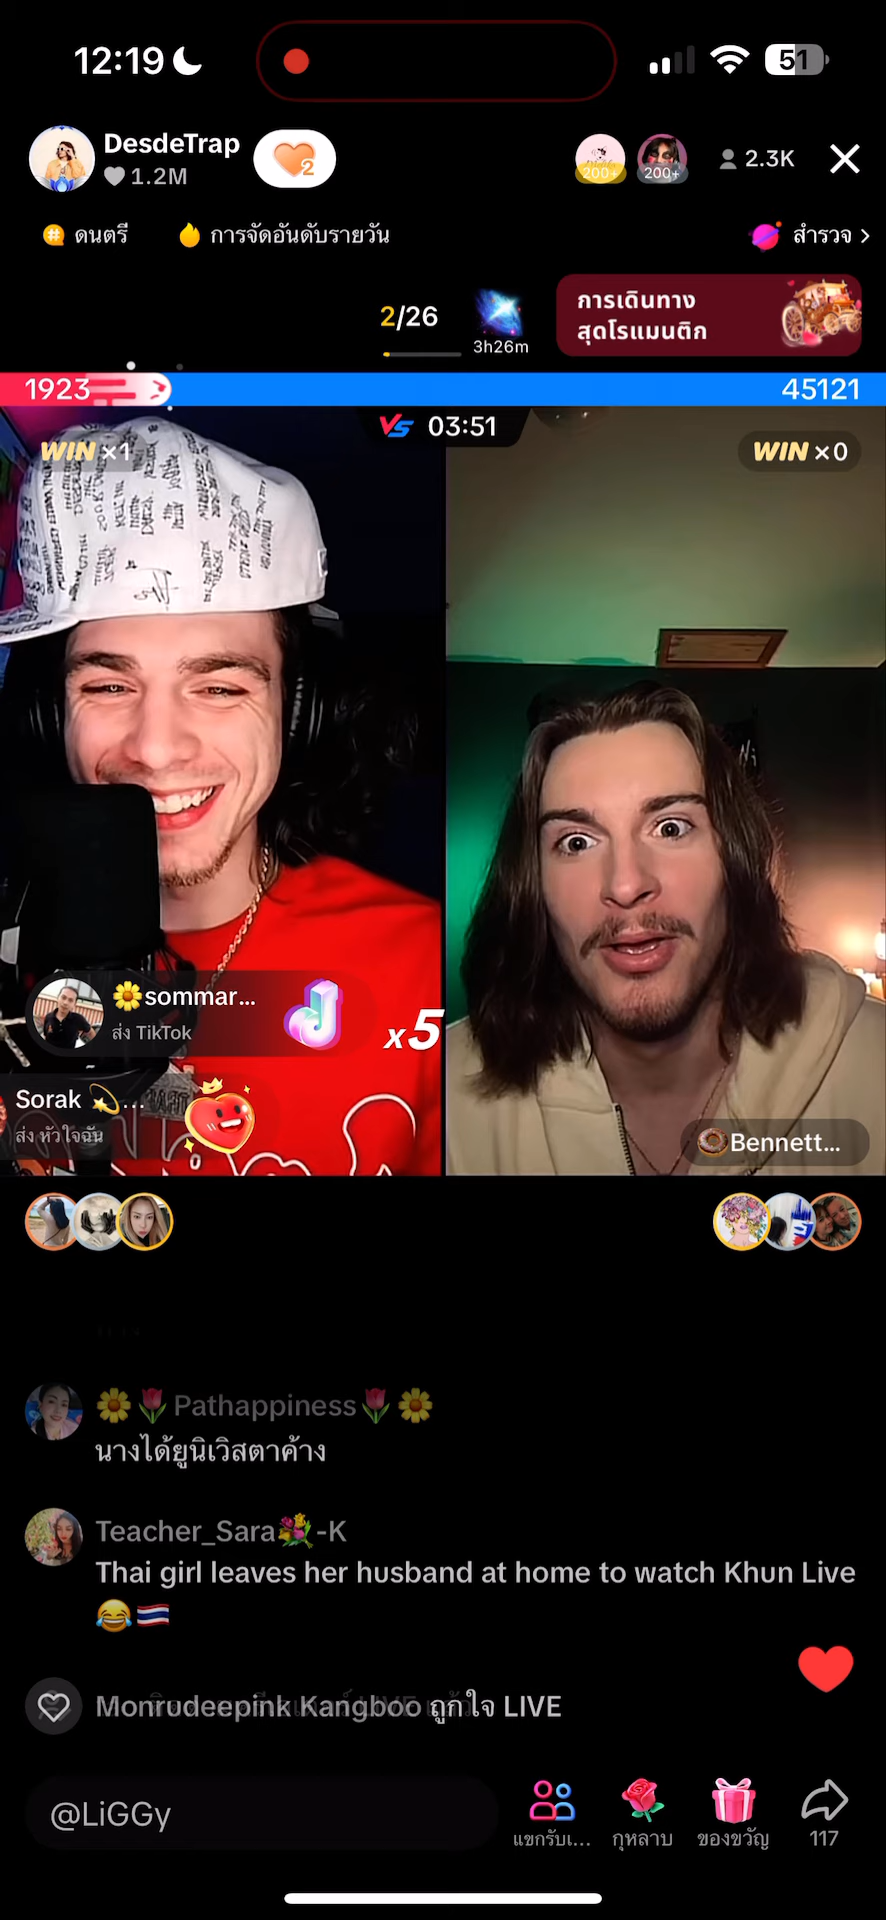 12:19
51
DesdeTrap
1.2M
2
200+
200+
2.3K
ดนตรี
การจัดอันดับรายวัน
สำรวจ
2/26
3h26m
การเดินทาง
สุดโรแมนติก
1923
45121
VS 03:51
WIN ×1
WIN ×0
🌼sommar...
ส่ง TikTok
x5
Sorak 💫...
ส่ง หัวใจฉัน
🍩Bennett...
🌼🌷Pathappiness🌷🌼
นางได้ยูนิเวิสตาค้าง
Teacher_Sara💐-K
Thai girl leaves her husband at home to watch Khun Live
😂🇹🇭
Monrudeepink Kangboo ถูกใจ LIVE
@LiGGy
แขกรับเ...
กุหลาบ
ของขวัญ
117